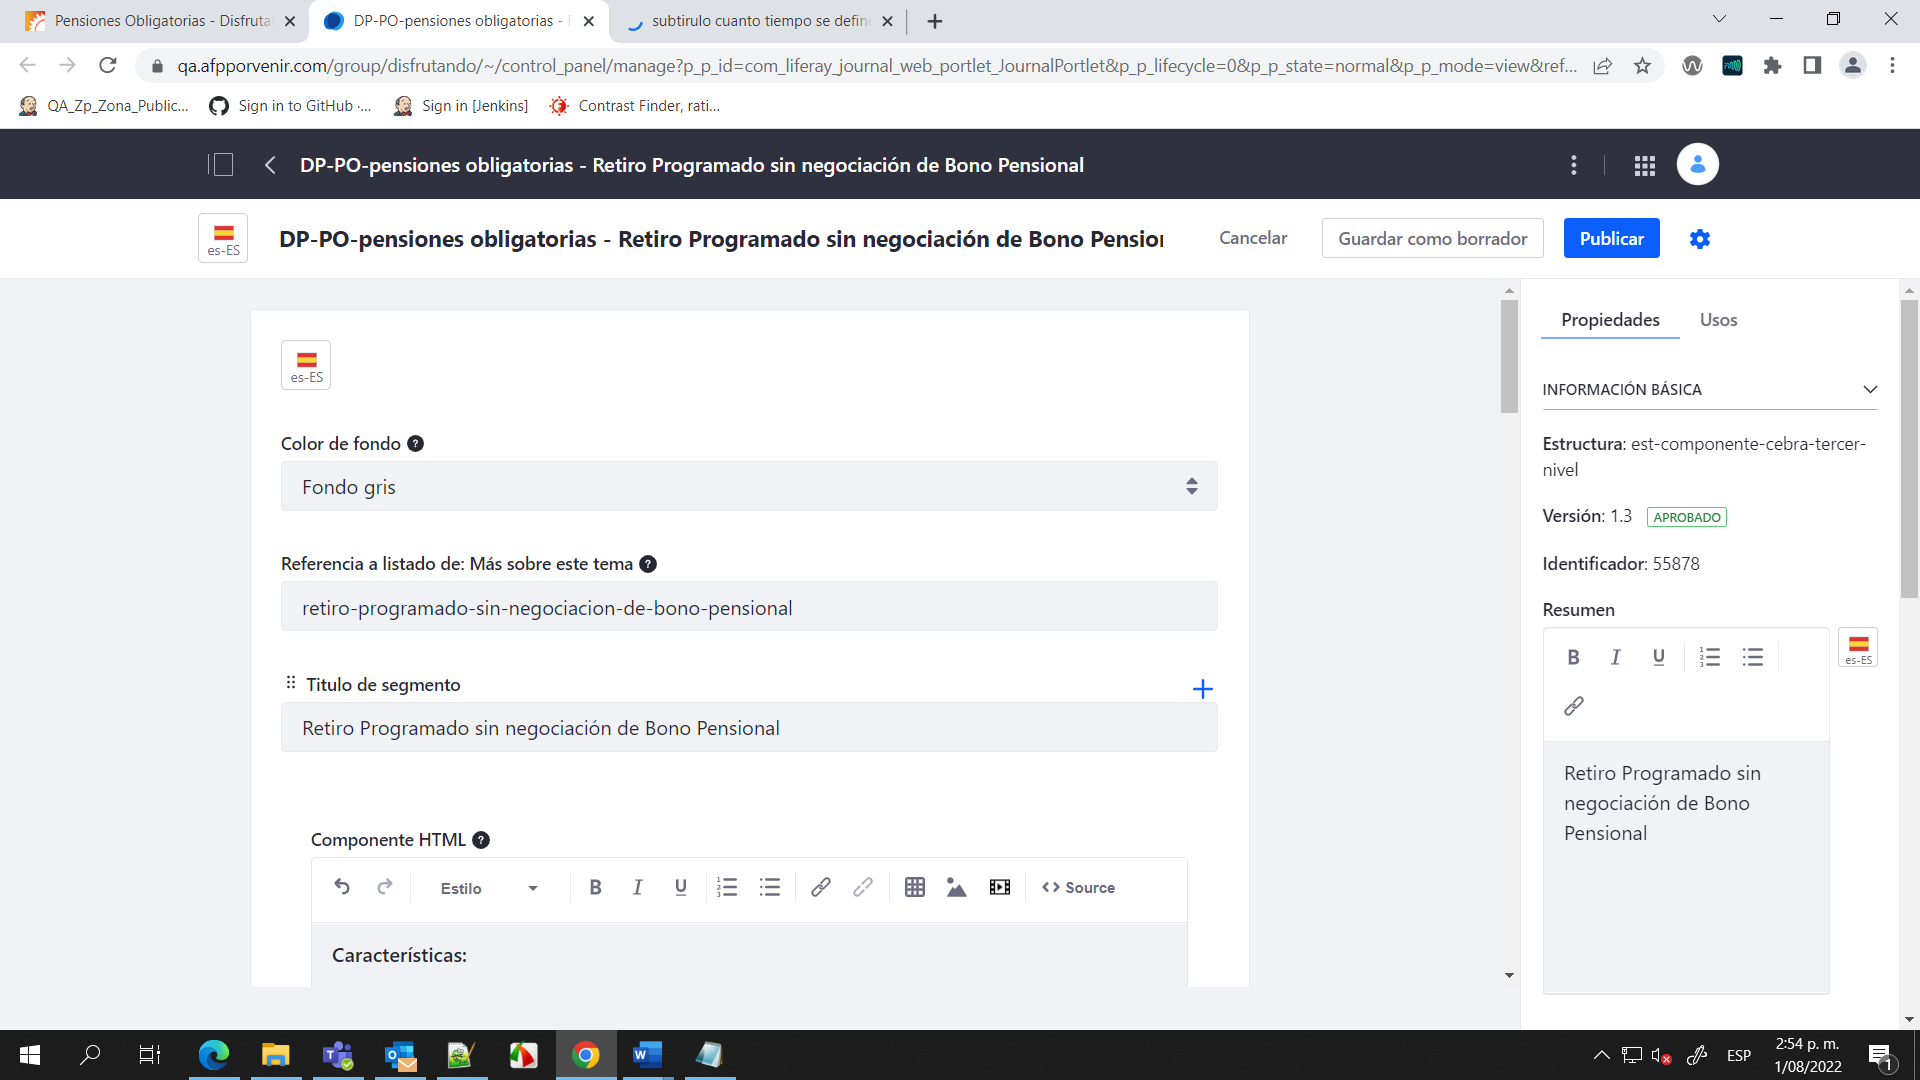 Pensiones Obligatorias - Disfruta
DP-PO-pensiones obligatorias -
subtirulo cuanto tiempo se define
qa.afpporvenir.com/group/disfrutando/~/control_panel/manage?p_p_id=com_liferay_journal_web_portlet_JournalPortlet&p_p_lifecycle=0&p_p_state=normal&p_p_mode=view&ref...
QA_Zp_Zona_Public...
Sign in to GitHub ·...
Sign in [Jenkins]
Contrast Finder, rati...
DP-PO-pensiones obligatorias - Retiro Programado sin negociación de Bono Pensional
es-ES
DP-PO-pensiones obligatorias - Retiro Programado sin negociación de Bono Pension
Cancelar
Guardar como borrador
Publicar
es-ES
Color de fondo ?
Fondo gris
Referencia a listado de: Más sobre este tema ?
retiro-programado-sin-negociacion-de-bono-pensional
Titulo de segmento
Retiro Programado sin negociación de Bono Pensional
Componente HTML ?
Estilo
B I U
Source
Características:
Propiedades
Usos
INFORMACIÓN BÁSICA
Estructura: est-componente-cebra-tercer-
nivel
Versión: 1.3 APROBADO
Identificador: 55878
Resumen
B I U
es-ES
Retiro Programado sin
negociación de Bono
Pensional
ESP
2:54 p. m.
1/08/2022
1